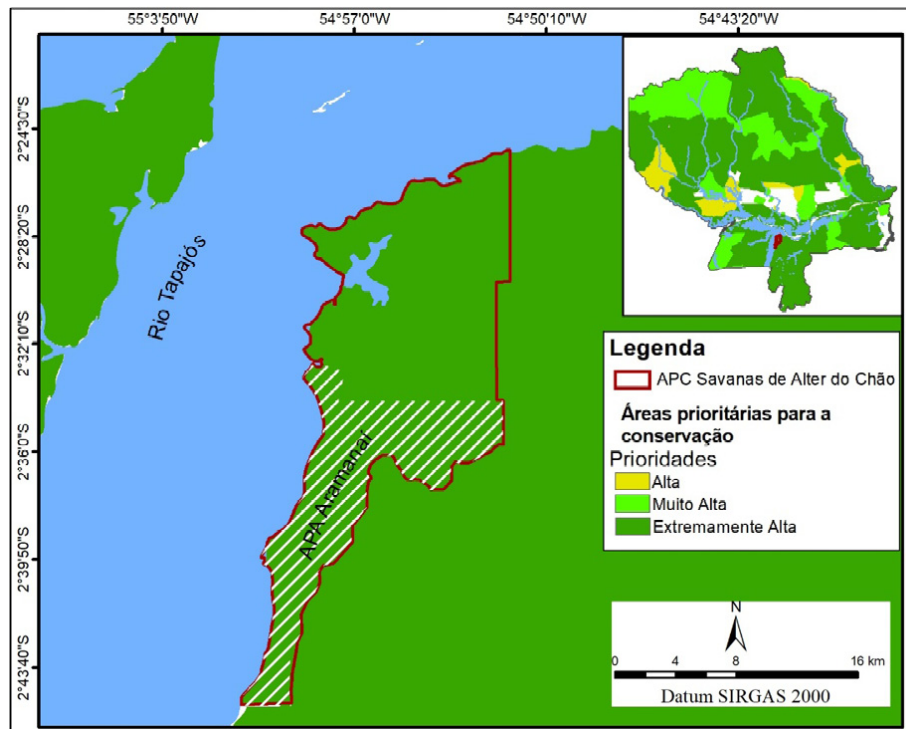 55°3'50"W 54°57'0"W 54°50'10"W 54°43'20"W
2°24'30"S
2°28'20"S
2°32'10"S
2°36'0"S
2°39'50"S
2°43'40"S
Rio Tapajós
APA Aramanaí
Legenda
APC Savanas de Alter do Chão
Áreas prioritárias para a
conservação
Prioridades
Alta
Muito Alta
Extremamente Alta
N
0 4 8 16 km
Datum SIRGAS 2000